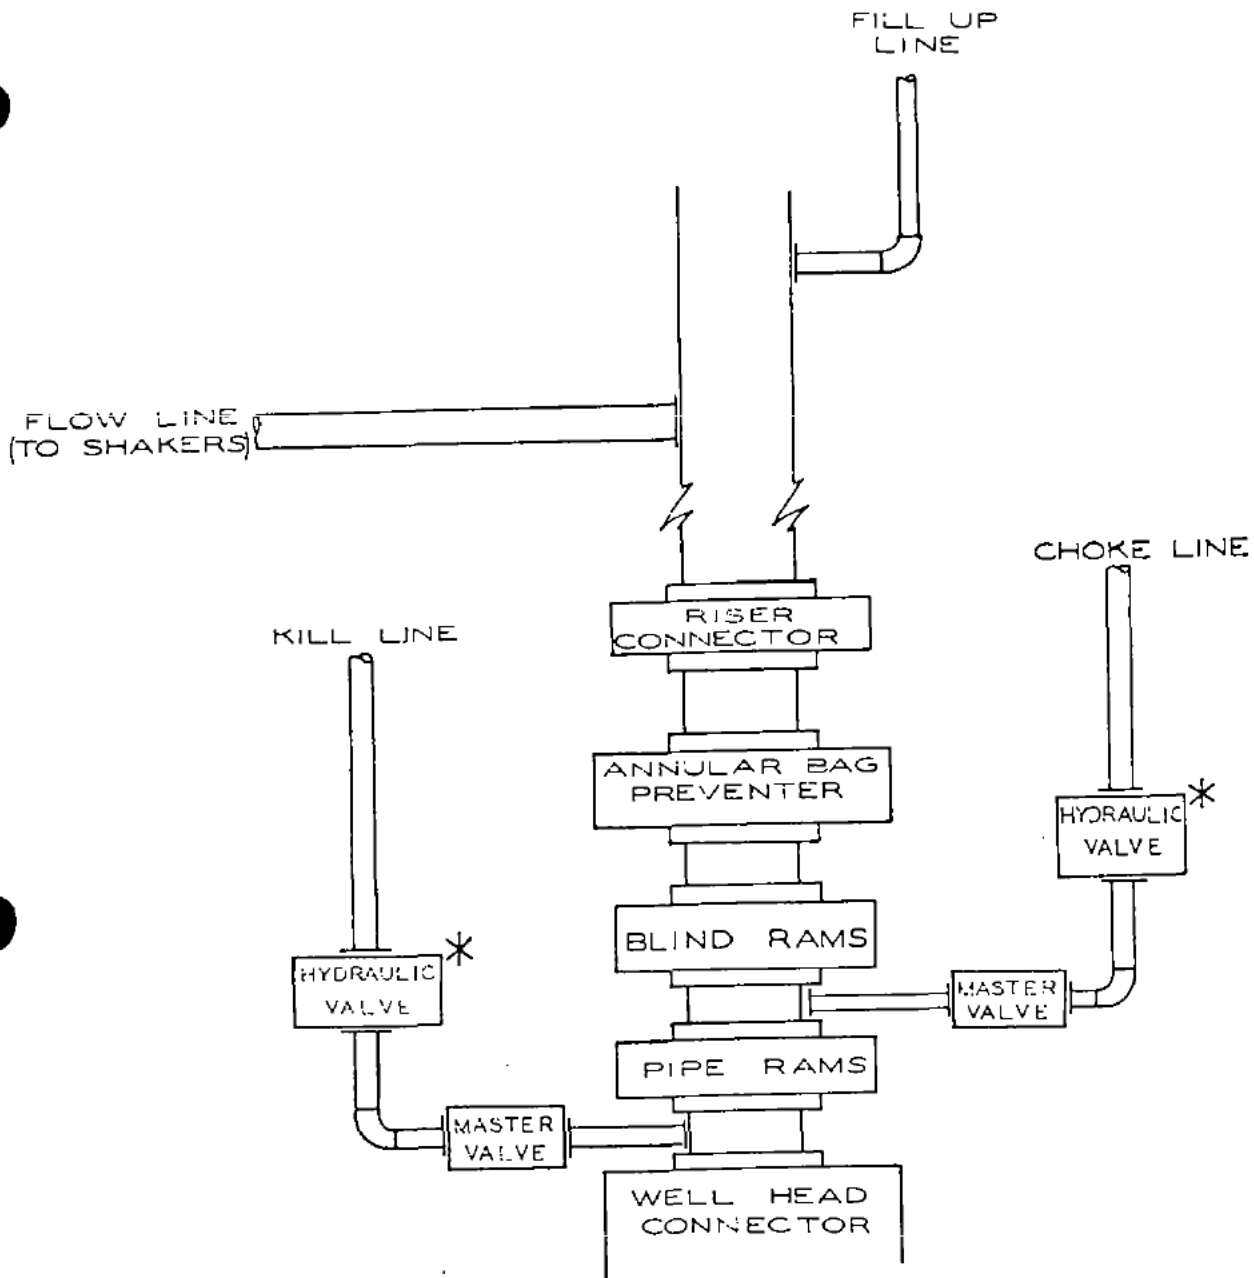 FILL UP
LINE
FLOW LINE
(TO SHAKERS)
CHOKE LINE
RISER
CONNECTOR
KILL LINE
ANNULAR BAG
PREVENTER
HYDRAULIC *
VALVE
BLIND RAMS
HYDRAULIC *
VALVE
MASTER
VALVE
PIPE RAMS
MASTER
VALVE
WELL HEAD
CONNECTOR